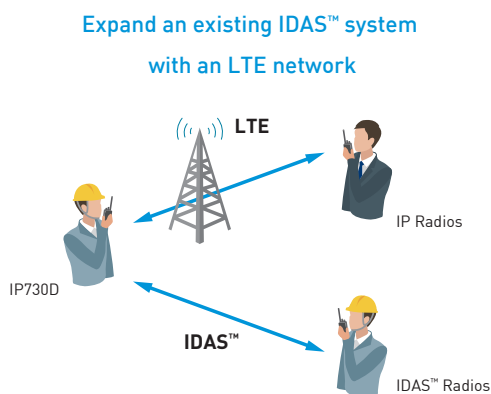 Expand an existing IDAS™ system
with an LTE network
LTE
IP Radios
IP730D
IDAS™
IDAS™ Radios